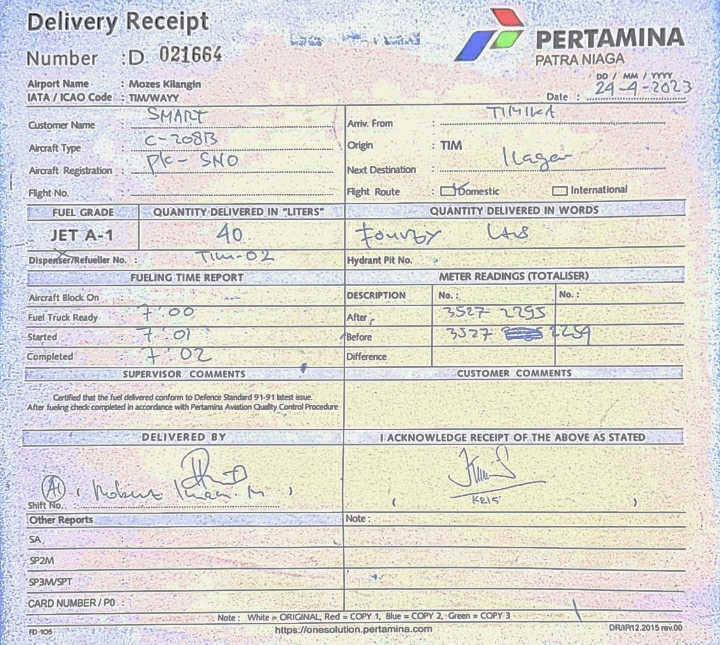 Delivery Receipt
Number : D 021664
PERTAMINA
PATRA NIAGA
Airport Name : Mozes Kilangin
IATA / ICAO Code : TIM/WAYY
DD / MM / YYYY
Date : 24-4-2023
Customer Name : SMART
Arriv. From : TIMIKA
Aircraft Type : C-208B
Origin : TIM
Aircraft Registration : PK-SNO
Next Destination : Ilaga
Flight No. :
Flight Route : Domestic International
FUEL GRADE QUANTITY DELIVERED IN "LITERS" QUANTITY DELIVERED IN WORDS
JET A-1 40
Dispenser/Refueller No. : TIM-02 Hydrant Pit No. :
FUELING TIME REPORT METER READINGS (TOTALISER)
Aircraft Block On : DESCRIPTION No. : No. :
Fuel Truck Ready : 7:00 After 3527 2295
Started : 7:01 Before 3527 2259
Completed : 7:02 Difference
SUPERVISOR COMMENTS CUSTOMER COMMENTS
Certified that the fuel delivered conform to Defence Standard 91-91 latest issue.
After fueling check completed in accordance with Pertamina Aviation Quality Control Procedure
DELIVERED BY I ACKNOWLEDGE RECEIPT OF THE ABOVE AS STATED
KRIS
Shift No. :
Other Reports Note :
SA :
SP2M :
SP3M/SPT :
CARD NUMBER / PO :
Note : White = ORIGINAL, Red = COPY 1, Blue = COPY 2, Green = COPY 3
FD 105 https://onesolution.pertamina.com DR/IPI12.2015 rev.00